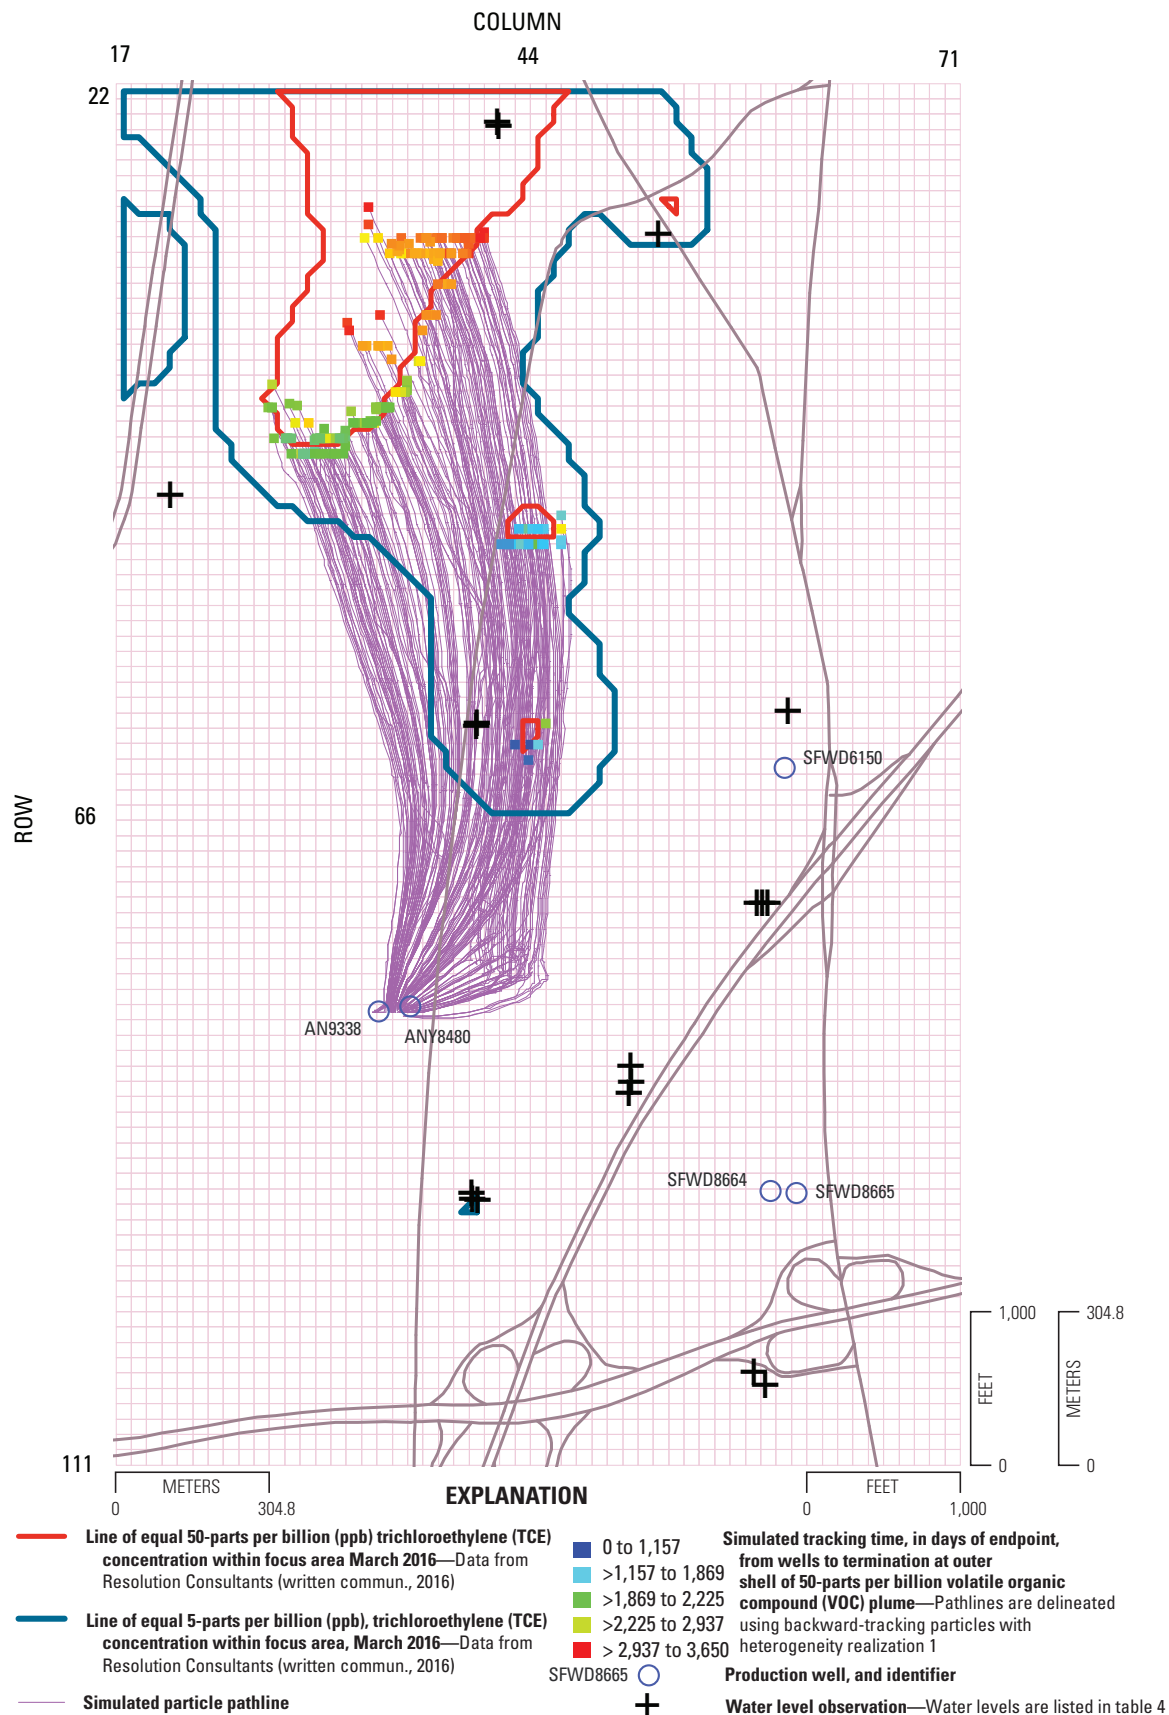 COLUMN
17
44
71
22
ROW
66
111
SFWD6150
AN9338
ANY8480
SFWD8664
SFWD8665
1,000
304.8
FEET
METERS
0
0
METERS
0
304.8
FEET
0
1,000
EXPLANATION
Line of equal 50-parts per billion (ppb) trichloroethylene (TCE)
concentration within focus area March 2016—Data from
Resolution Consultants (written commun., 2016)
Line of equal 5-parts per billion (ppb), trichloroethylene (TCE)
concentration within focus area, March 2016—Data from
Resolution Consultants (written commun., 2016)
Simulated particle pathline
0 to 1,157
>1,157 to 1,869
>1,869 to 2,225
>2,225 to 2,937
> 2,937 to 3,650
Simulated tracking time, in days of endpoint,
from wells to termination at outer
shell of 50-parts per billion volatile organic
compound (VOC) plume—Pathlines are delineated
using backward-tracking particles with
heterogeneity realization 1
SFWD8665
Production well, and identifier
Water level observation—Water levels are listed in table 4